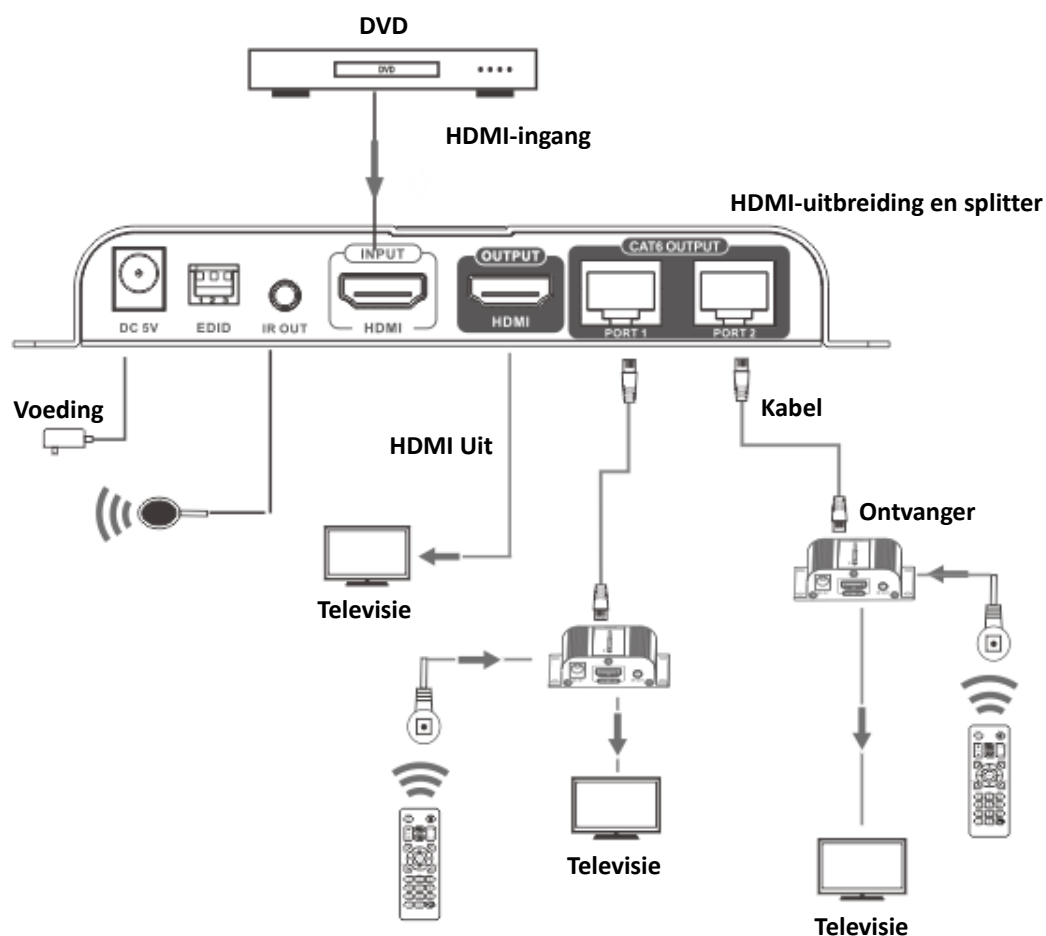 DVD
DVD
HDMI-ingang
HDMI-uitbreiding en splitter
INPUT
OUTPUT
CAT6 OUTPUT
DC 5V
EDID
IR OUT
HDMI
HDMI
PORT 1
PORT 2
Voeding
HDMI Uit
Kabel
Ontvanger
Televisie
Televisie
Televisie